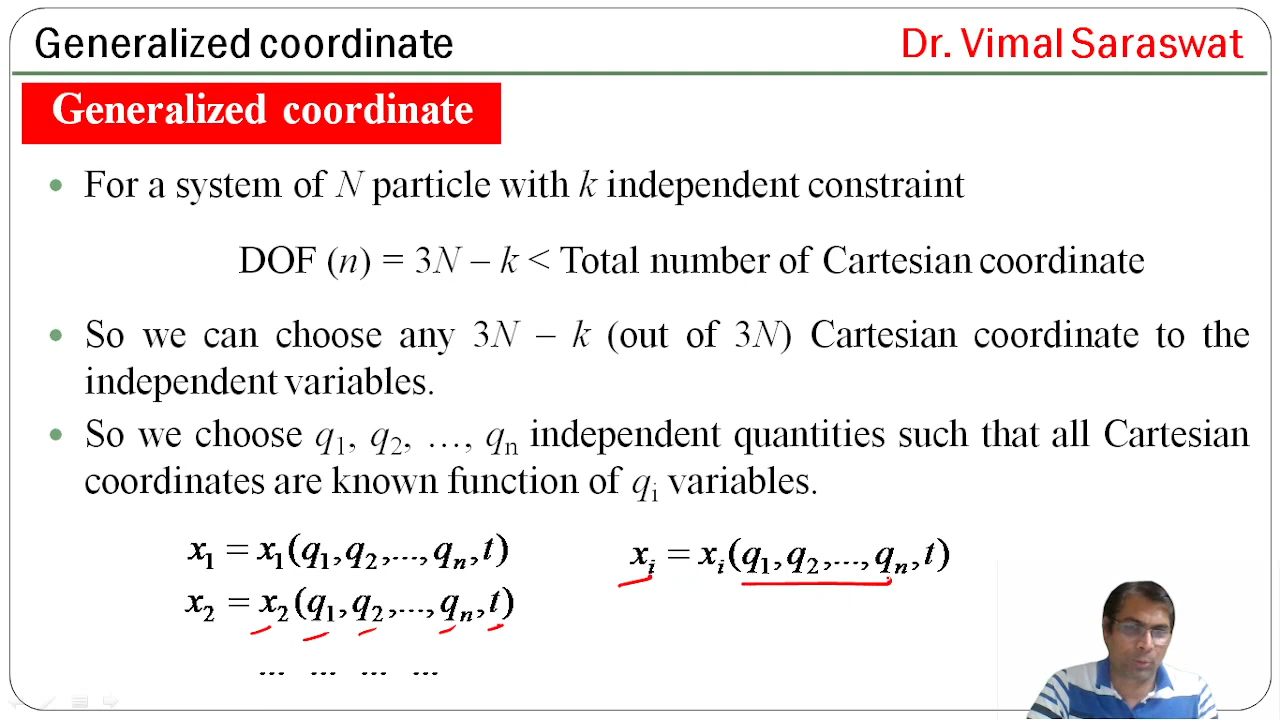 Generalized coordinate
Dr. Vimal Saraswat
Generalized coordinate
• For a system of N particle with k independent constraint
DOF (n) = 3N − k < Total number of Cartesian coordinate
• So we can choose any 3N − k (out of 3N) Cartesian coordinate to the
independent variables.
• So we choose q₁, q₂, …, qₙ independent quantities such that all Cartesian
coordinates are known function of qᵢ variables.
x₁ = x₁(q₁,q₂,...,qₙ,t)
xᵢ = xᵢ(q₁,q₂,...,qₙ,t)
x₂ = x₂(q₁,q₂,...,qₙ,t)
... ... ... ...